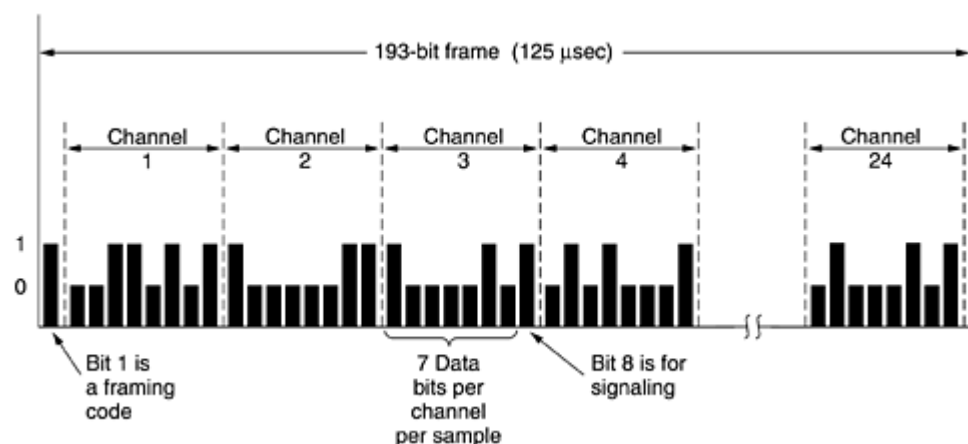 193-bit frame (125 μsec)
Channel
1
Channel
2
Channel
3
Channel
4
Channel
24
1
0
Bit 1 is
a framing
code
7 Data
bits per
channel
per sample
Bit 8 is for
signaling